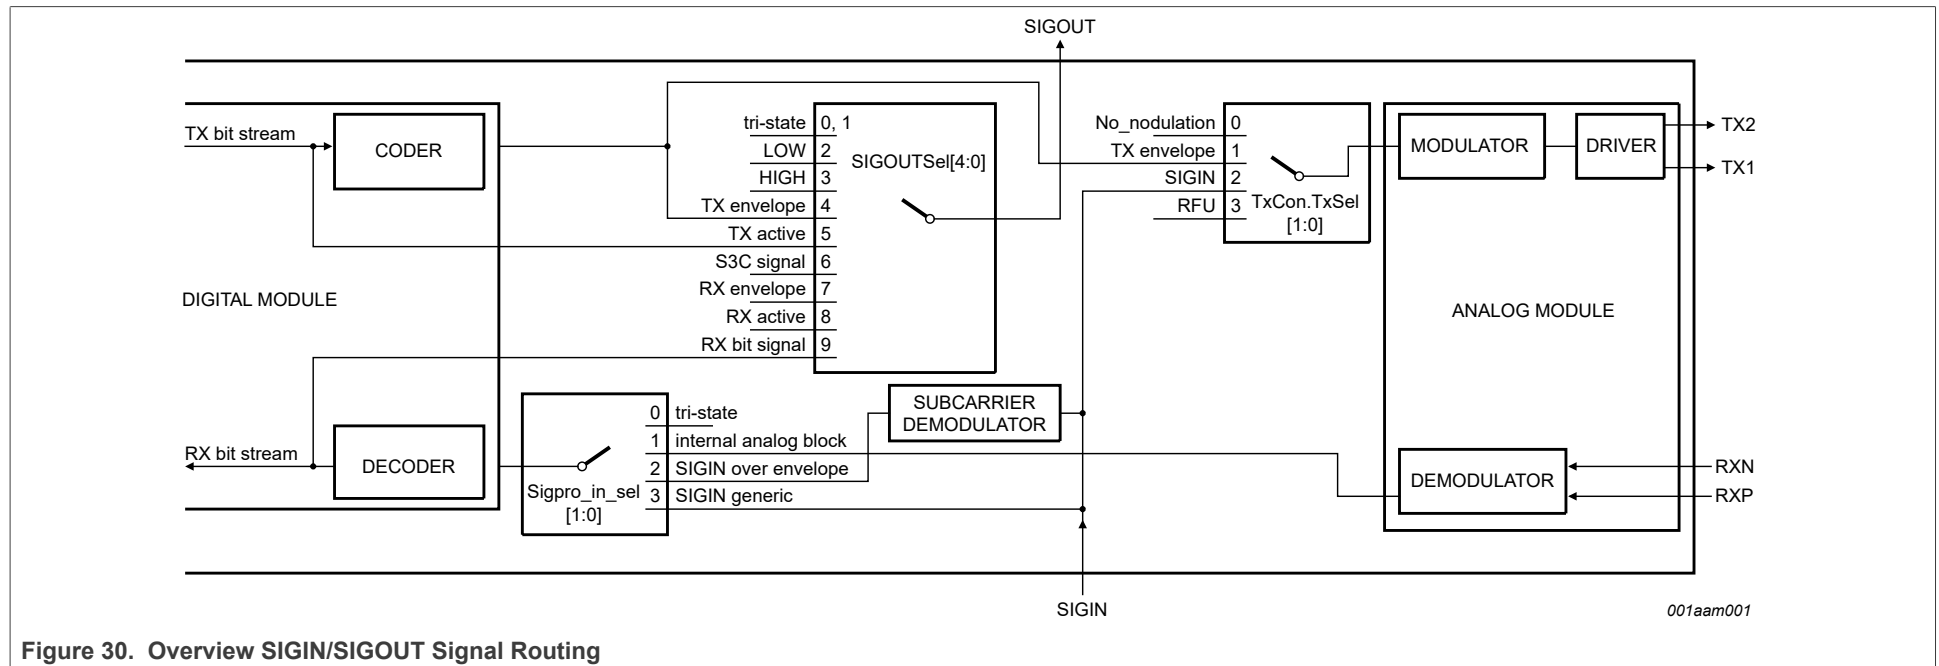 SIGOUT
TX bit stream
CODER
tri-state 0, 1
LOW 2
HIGH 3
TX envelope 4
TX active 5
S3C signal 6
RX envelope 7
RX active 8
RX bit signal 9
SIGOUTSel[4:0]
No_nodulation 0
TX envelope 1
SIGIN 2
RFU 3
TxCon.TxSel
[1:0]
MODULATOR
DRIVER
TX2
TX1
DIGITAL MODULE
ANALOG MODULE
RX bit stream
DECODER
Sigpro_in_sel
[1:0]
0 tri-state
1 internal analog block
2 SIGIN over envelope
3 SIGIN generic
SUBCARRIER
DEMODULATOR
DEMODULATOR
RXN
RXP
SIGIN
001aam001
Figure 30. Overview SIGIN/SIGOUT Signal Routing